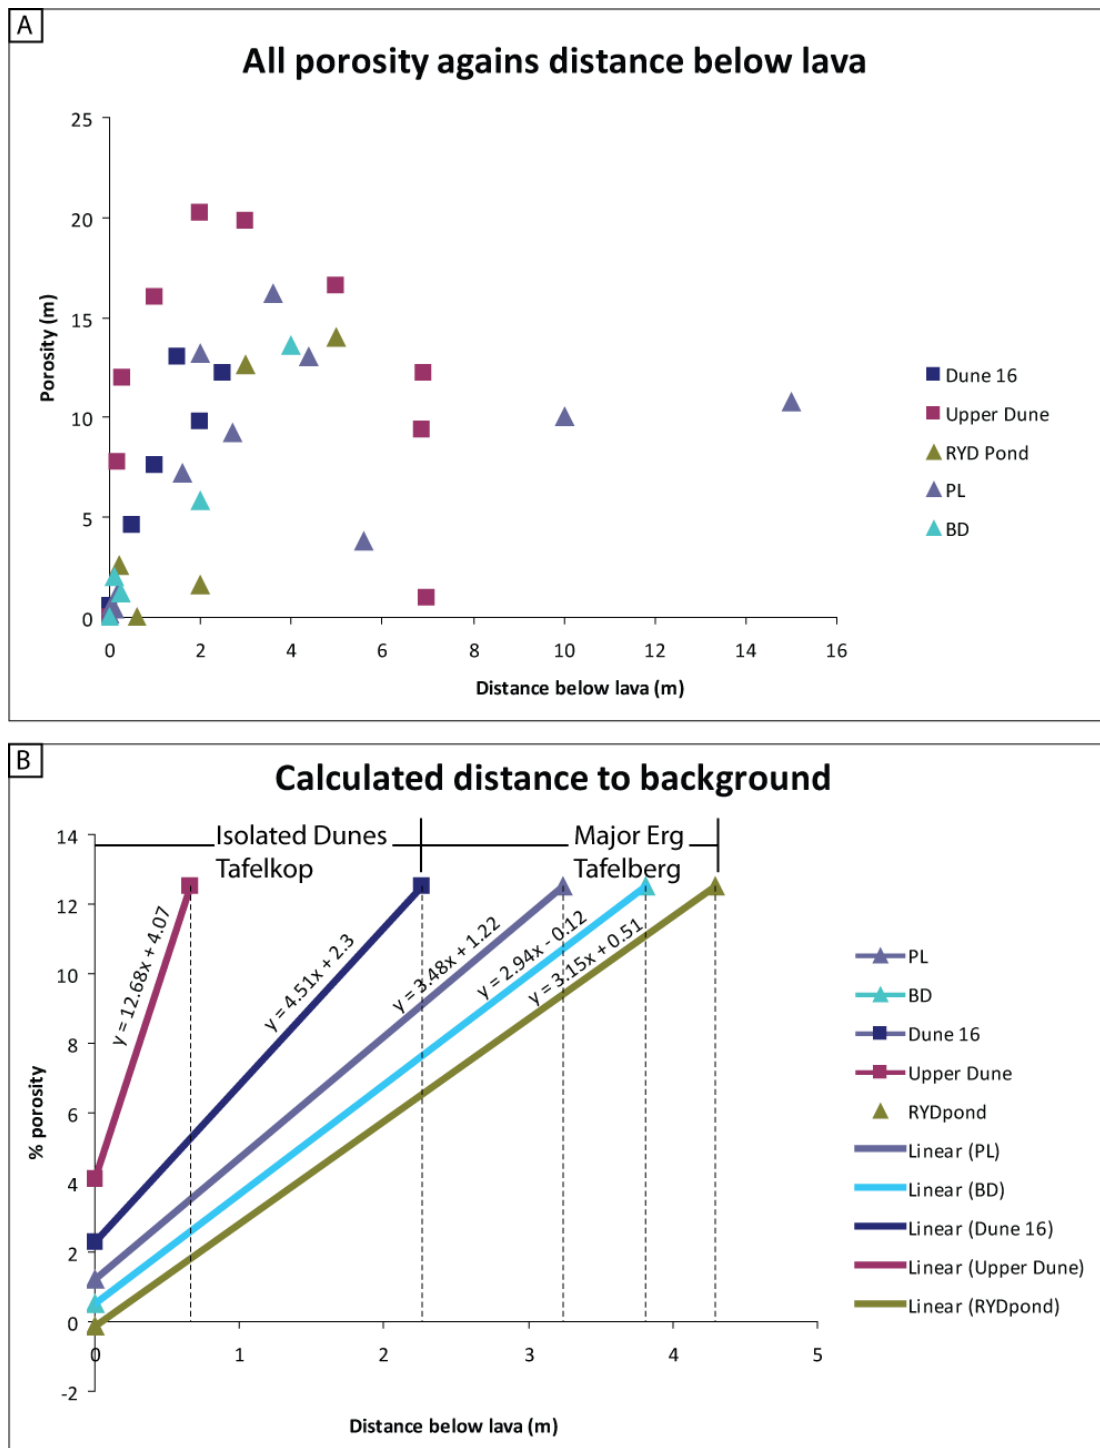 A
All porosity agains distance below lava
25
20
15
10
5
0
Porosity (m)
0 2 4 6 8 10 12 14 16
Distance below lava (m)
Dune 16
Upper Dune
RYD Pond
PL
BD
B
Calculated distance to background
Isolated Dunes
Tafelkop
Major Erg
Tafelberg
14
12
10
8
6
4
2
0
-2
% porosity
y = 12.68x + 4.07
y = 4.51x + 2.3
y = 3.48x + 1.22
y = 2.94x - 0.12
y = 3.15x + 0.51
0 1 2 3 4 5
Distance below lava (m)
PL
BD
Dune 16
Upper Dune
RYDpond
Linear (PL)
Linear (BD)
Linear (Dune 16)
Linear (Upper Dune)
Linear (RYDpond)